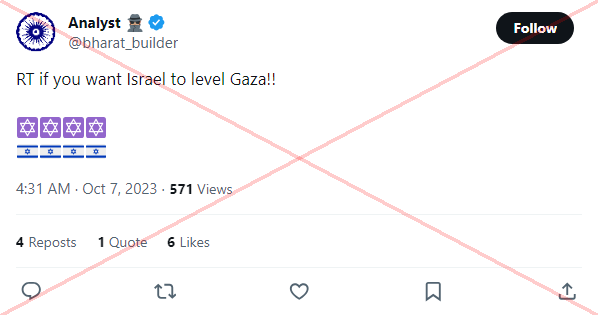 Analyst 🕵️
@bharat_builder
Follow
RT if you want Israel to level Gaza!!
✡️✡️✡️✡️
🇮🇱🇮🇱🇮🇱🇮🇱
4:31 AM · Oct 7, 2023 · 571 Views
4 Reposts 1 Quote 6 Likes